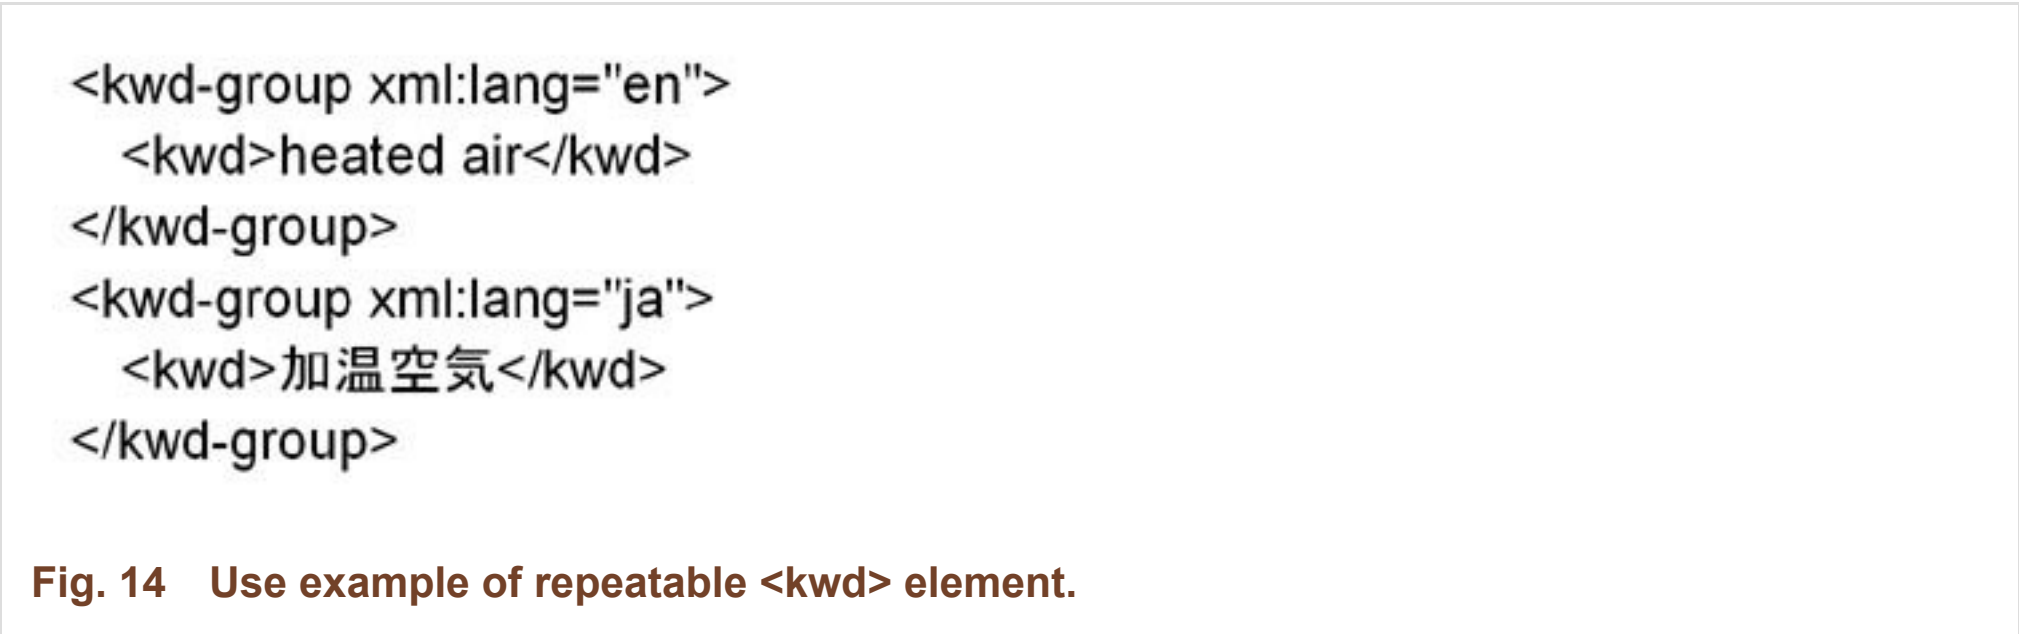 <kwd-group xml:lang="en">
<kwd>heated air</kwd>
</kwd-group>
<kwd-group xml:lang="ja">
<kwd>加温空気</kwd>
</kwd-group>
Fig. 14 Use example of repeatable <kwd> element.